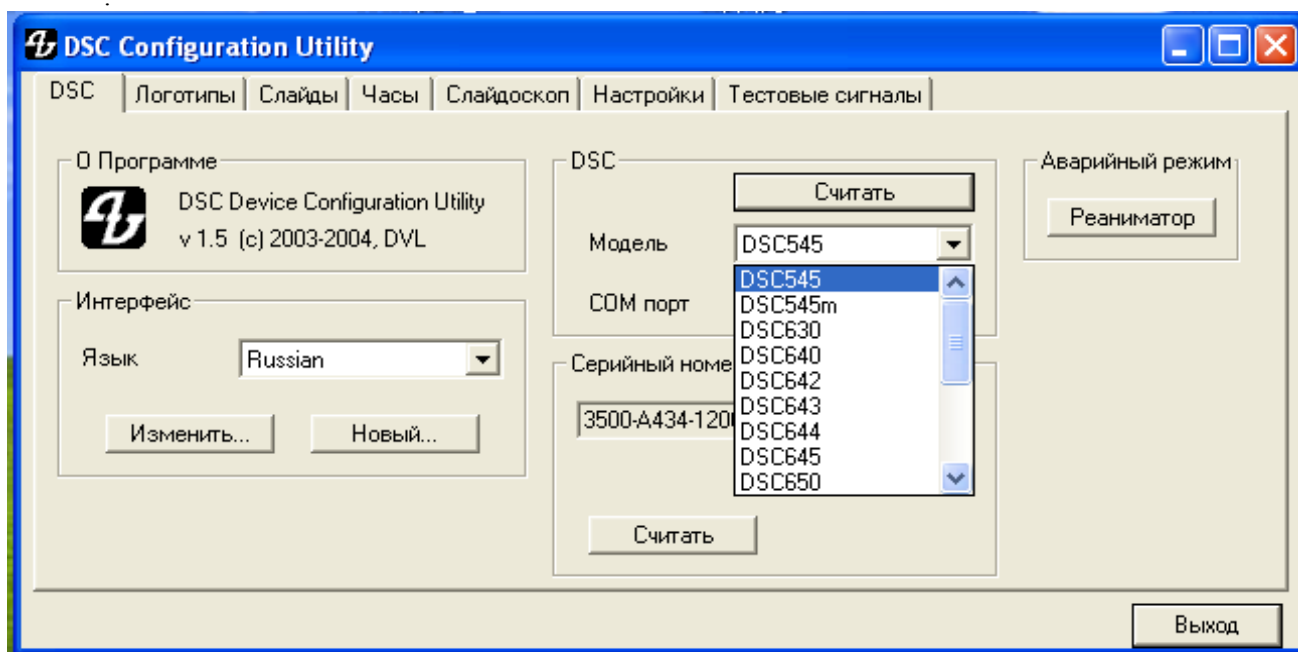 DSC Configuration Utility
DSC Логотипы Слайды Часы Слайдоскоп Настройки Тестовые сигналы
О Программе
DSC Device Configuration Utility
v 1.5 (c) 2003-2004, DVL
Интерфейс
Язык Russian
Изменить... Новый...
DSC
Считать
Модель DSC545
DSC545
DSC545m
DSC630
DSC640
DSC642
DSC643
DSC644
DSC645
DSC650
COM порт
Серийный номе
3500-A434-120
Считать
Аварийный режим
Реаниматор
Выход